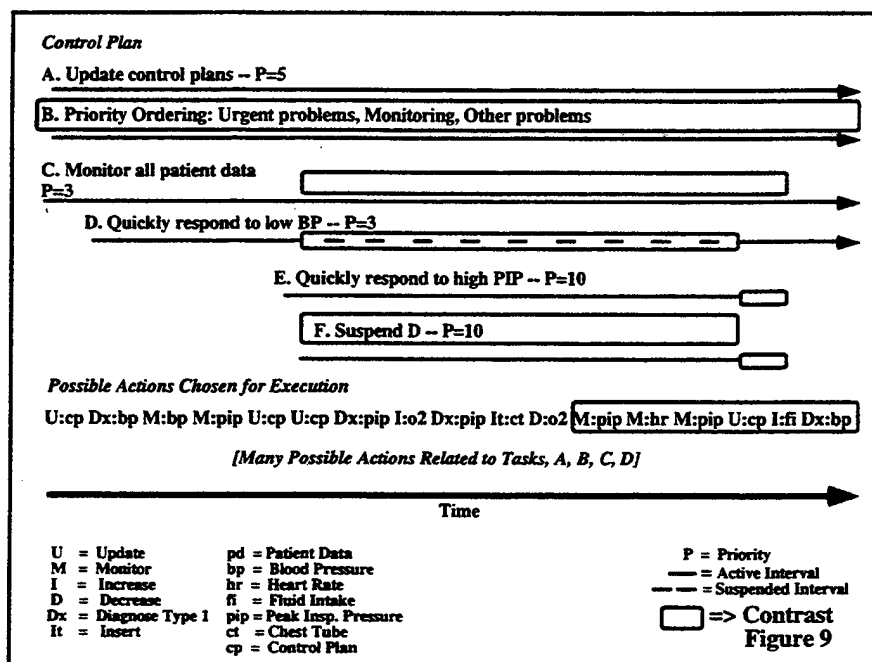 Control Plan
A. Update control plans -- P=5
B. Priority Ordering: Urgent problems, Monitoring, Other problems
C. Monitor all patient data
P=3
D. Quickly respond to low BP -- P=3
E. Quickly respond to high PIP -- P=10
F. Suspend D -- P=10
Possible Actions Chosen for Execution
U:cp Dx:bp M:bp M:pip U:cp U:cp Dx:pip I:o2 Dx:pip It:ct D:o2 M:pip M:hr M:pip U:cp I:fi Dx:bp
[Many Possible Actions Related to Tasks, A, B, C, D]
Time
U = Update
M = Monitor
I = Increase
D = Decrease
Dx = Diagnose Type 1
It = Insert
pd = Patient Data
bp = Blood Pressure
hr = Heart Rate
fi = Fluid Intake
pip = Peak Insp. Pressure
ct = Chest Tube
cp = Control Plan
P = Priority
= Active Interval
= Suspended Interval
=> Contrast
Figure 9